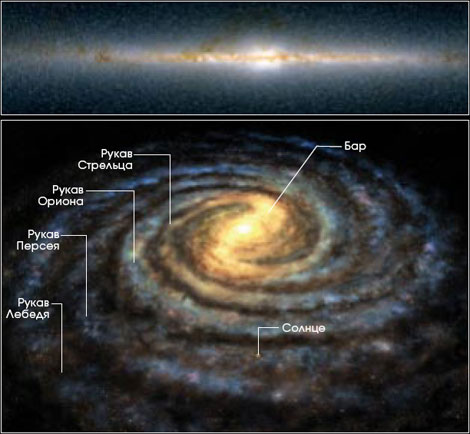 Бар
Рукав
Стрельца
Рукав
Ориона
Рукав
Персея
Рукав
Лебедя
Солнце